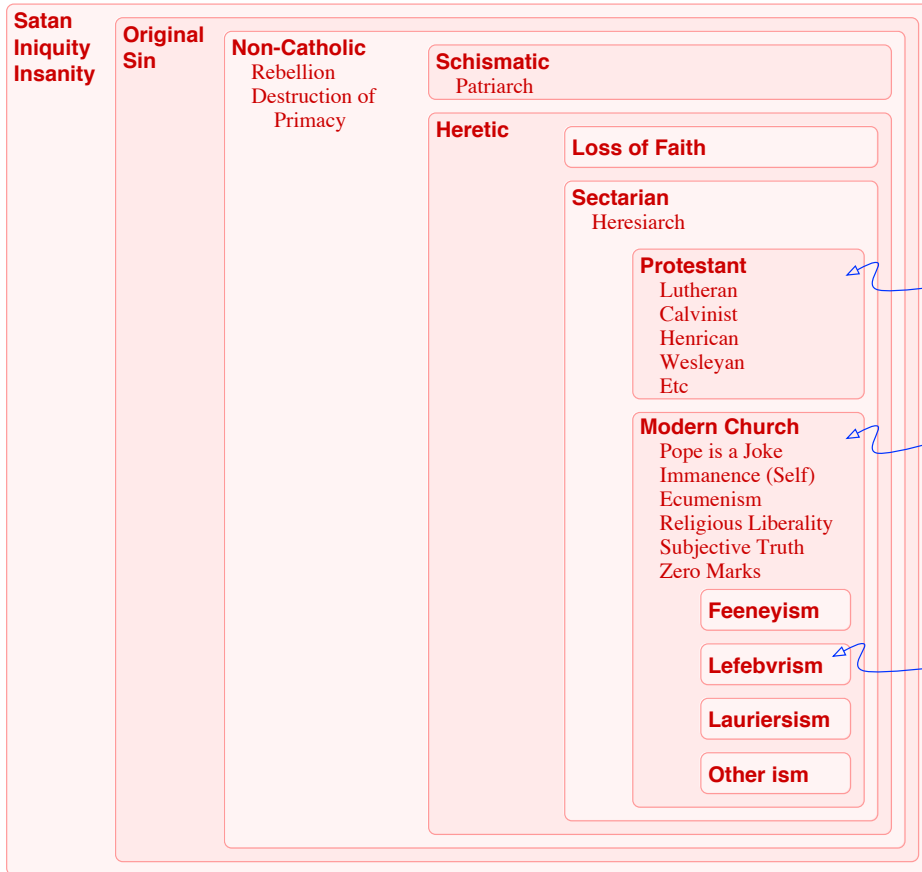 Satan
Iniquity
Insanity
Original
Sin
Non-Catholic
Rebellion
Destruction of
Primacy
Schismatic
Patriarch
Heretic
Loss of Faith
Sectarian
Heresiarch
Protestant
Lutheran
Calvinist
Henrican
Wesleyan
Etc
Modern Church
Pope is a Joke
Immanence (Self)
Ecumenism
Religious Liberality
Subjective Truth
Zero Marks
Feeneyism
Lefebvrism
Lauriersism
Other ism